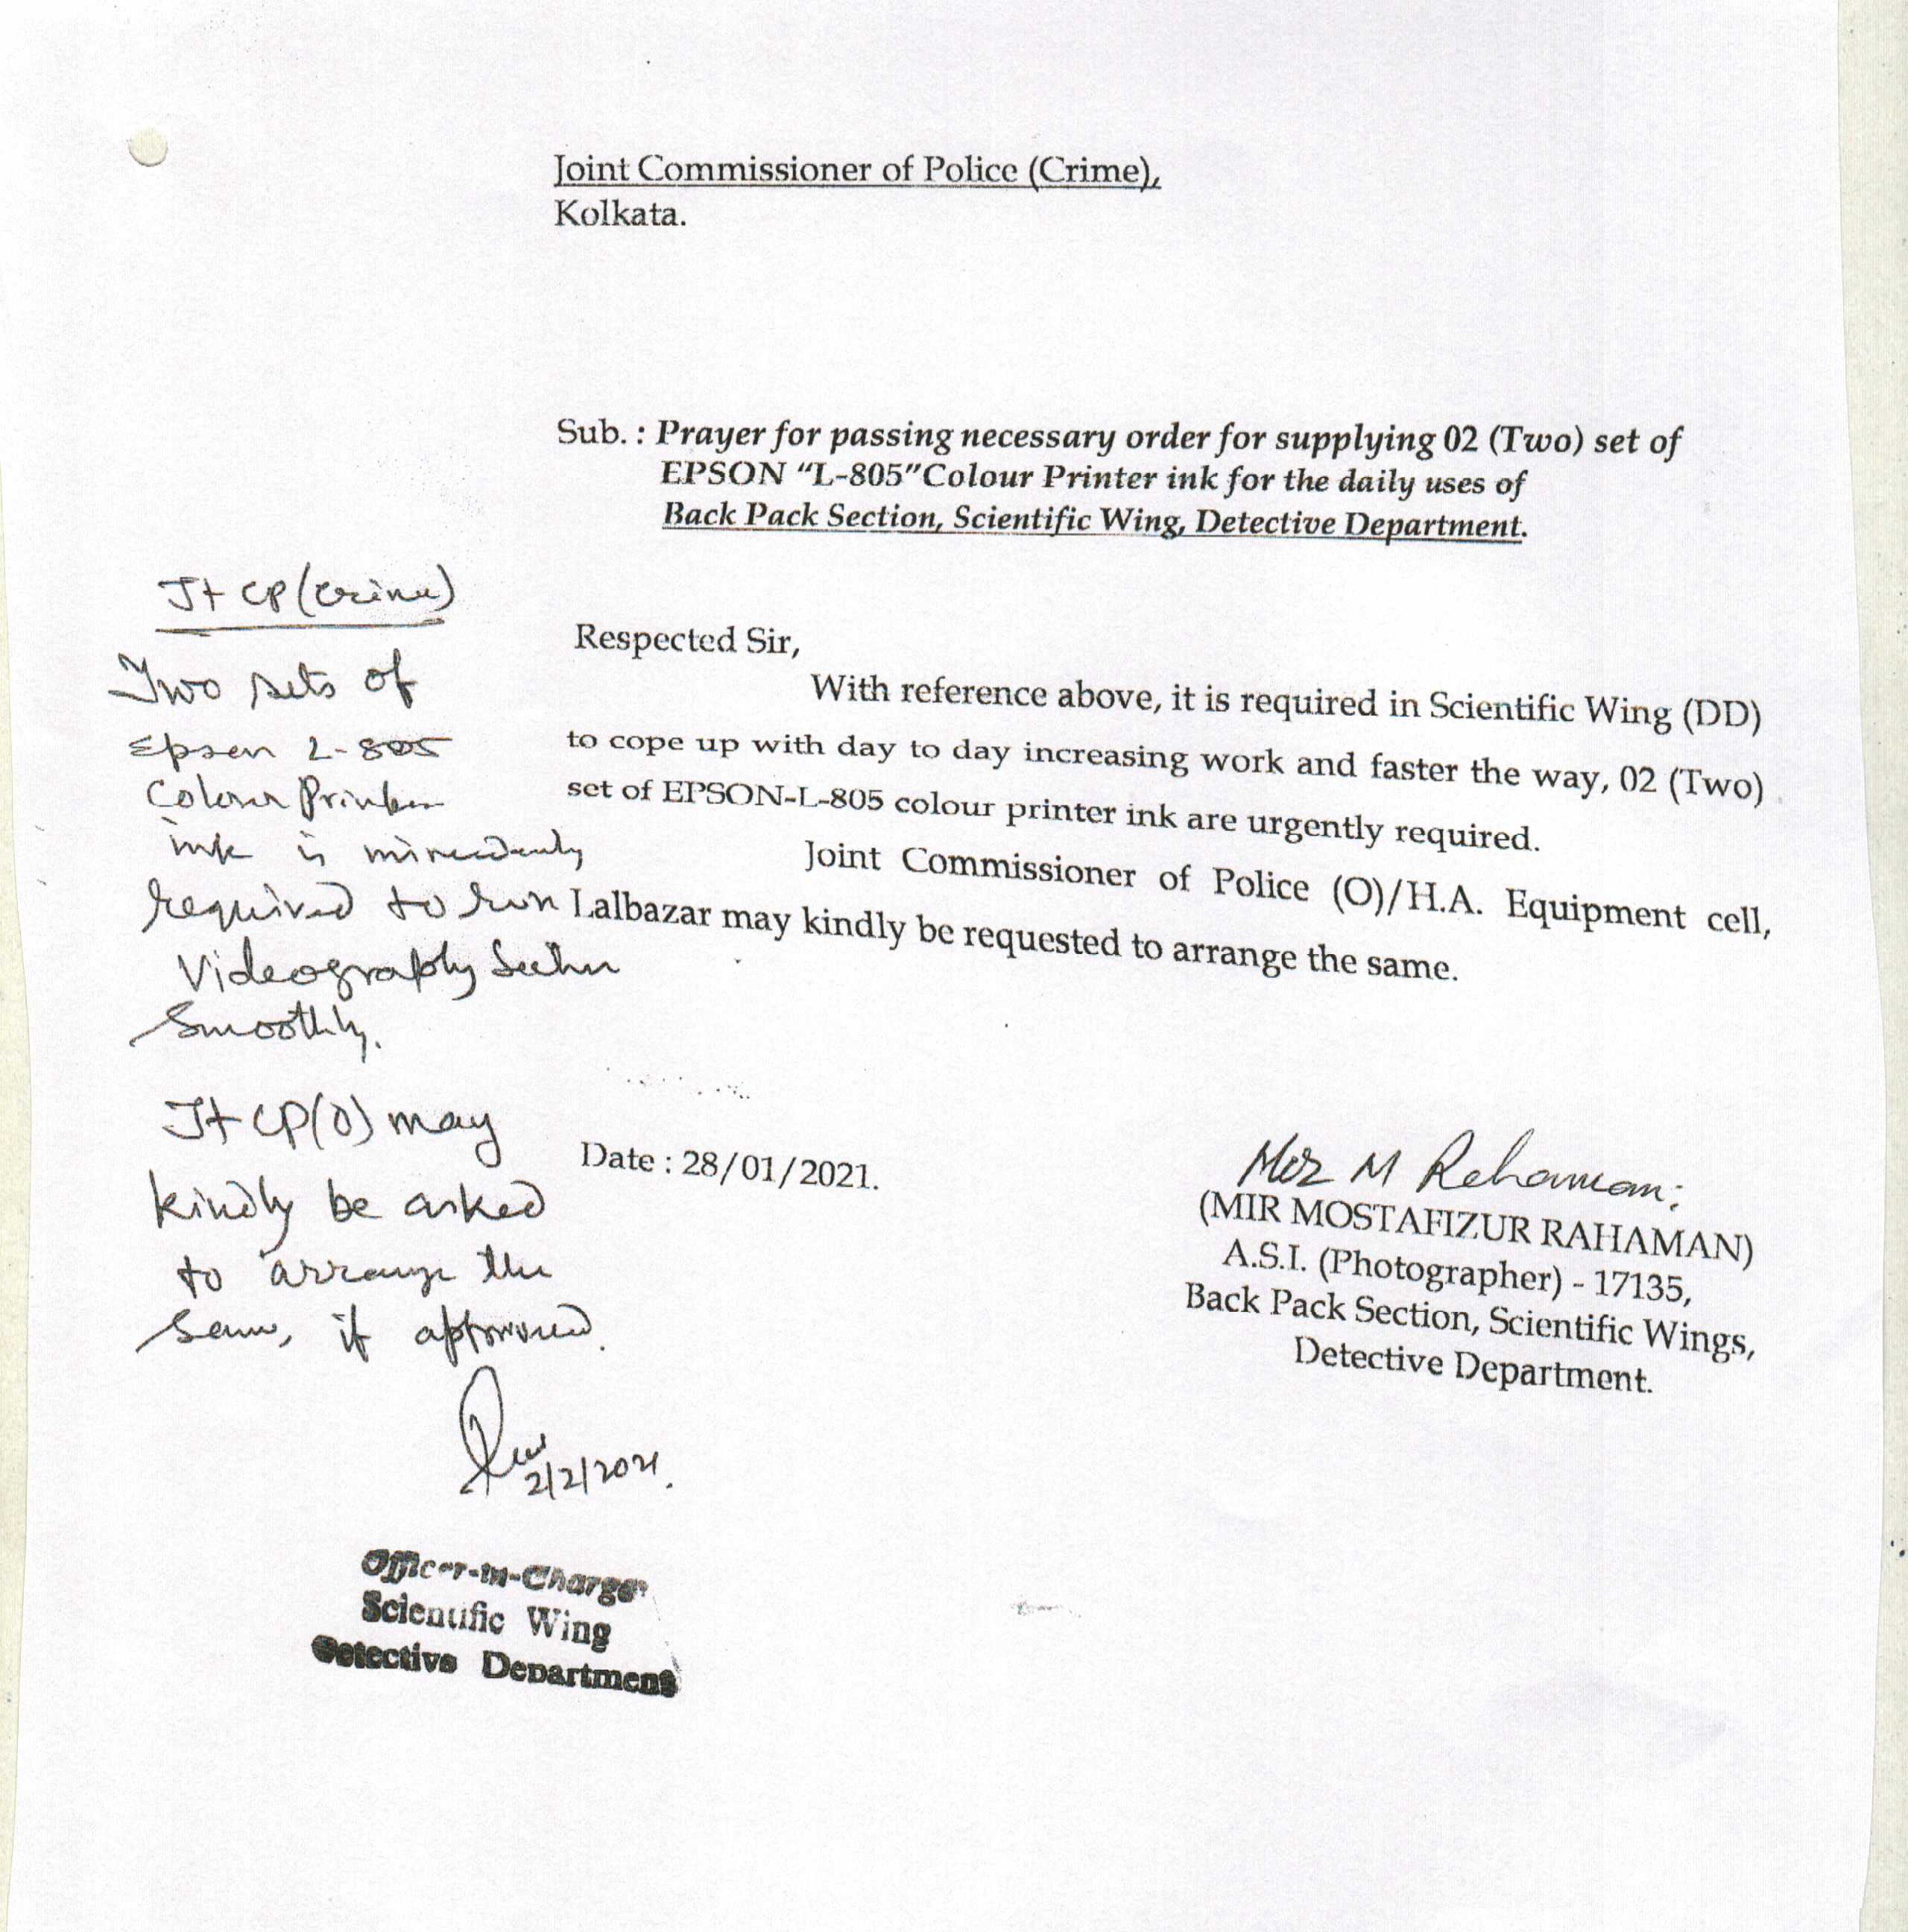 Joint Commissioner of Police (Crime),
Kolkata.
Sub. : Prayer for passing necessary order for supplying 02 (Two) set of
EPSON “L-805”Colour Printer ink for the daily uses of
Back Pack Section, Scientific Wing, Detective Department.
Respected Sir,
With reference above, it is required in Scientific Wing (DD)
to cope up with day to day increasing work and faster the way, 02 (Two)
set of EPSON-L-805 colour printer ink are urgently required.
Joint Commissioner of Police (O)/H.A. Equipment cell,
Lalbazar may kindly be requested to arrange the same.
Date : 28/01/2021.
Mir M Rahaman
(MIR MOSTAFIZUR RAHAMAN)
A.S.I. (Photographer) - 17135,
Back Pack Section, Scientific Wings,
Detective Department.
Jt CP (Crime)
Two sets of
Epson L-805
Colour Printer
ink is
required to run
Videography Section
Smoothly.
Jt CP(O) may
kindly be asked
to arrange the
same, if approved.
2/2/2021.
Officer-in-Charge
Scientific Wing
Detective Department